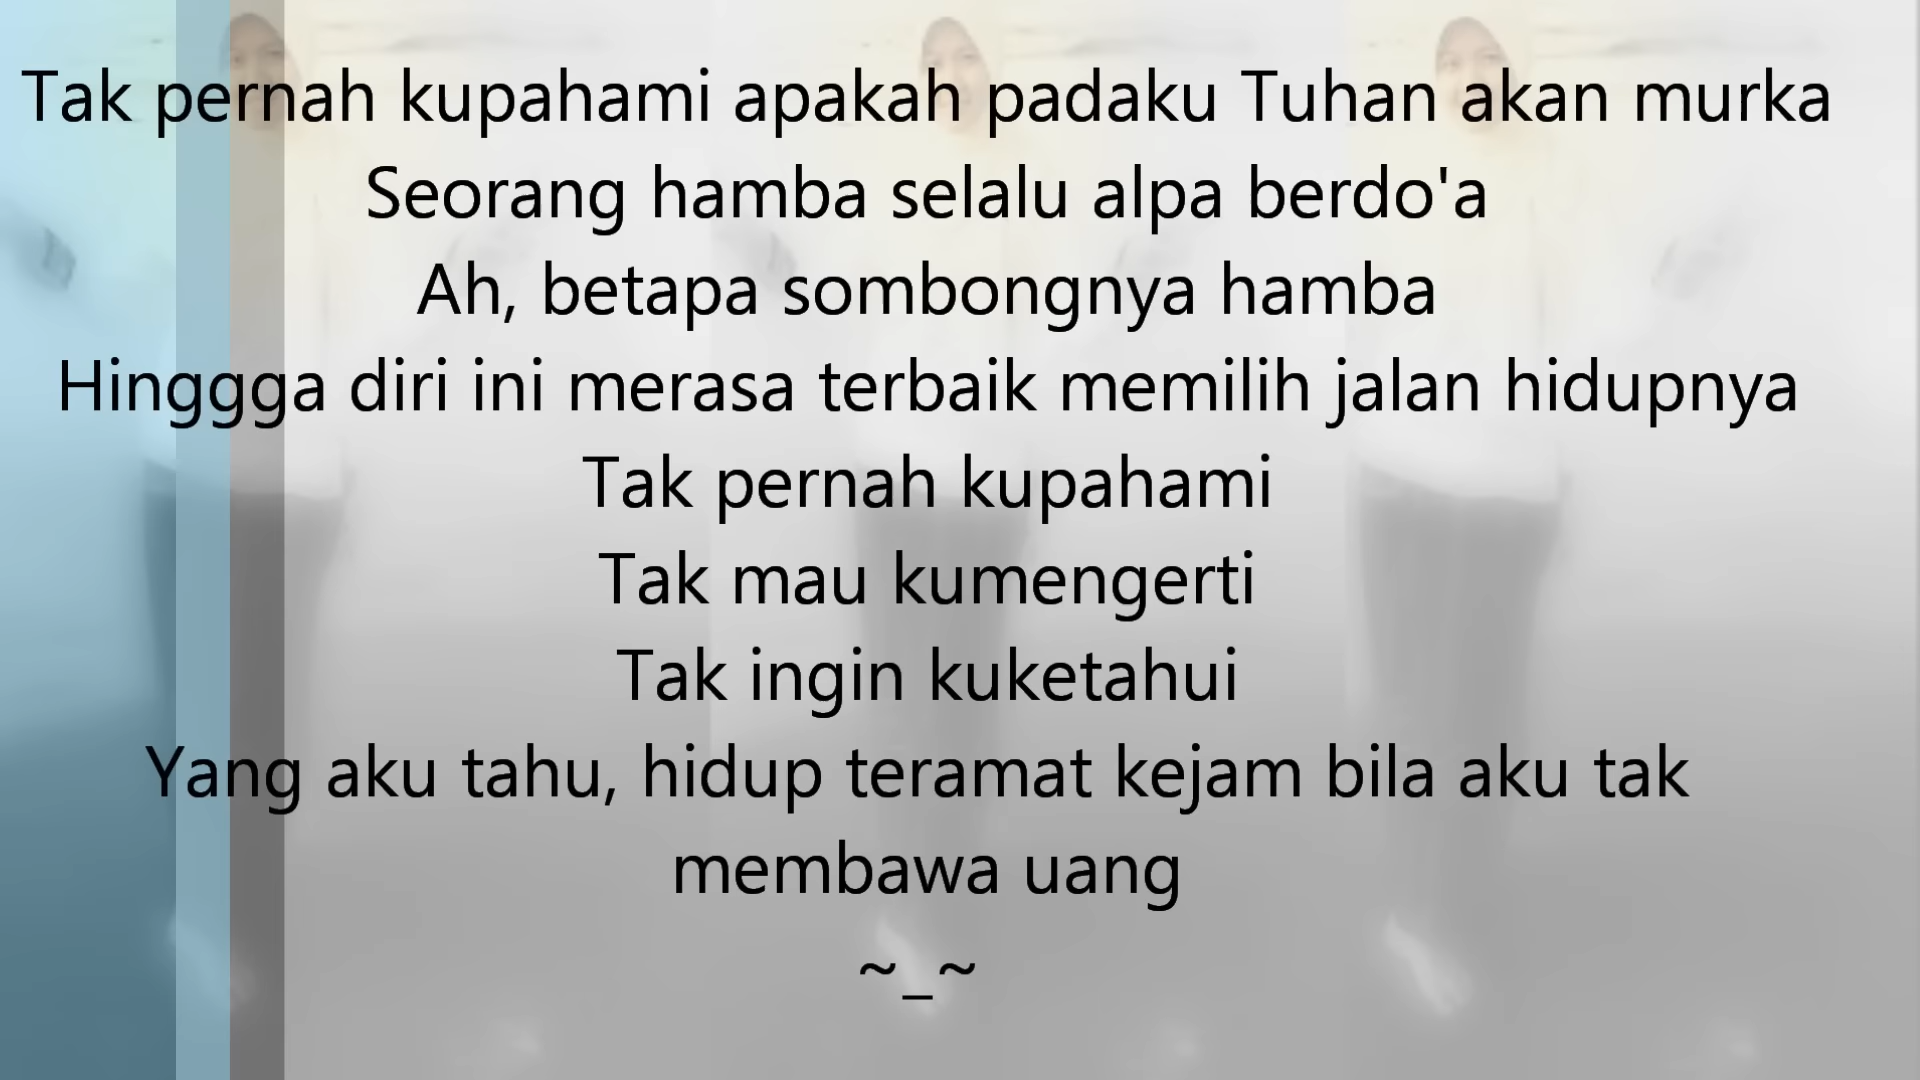 Tak pernah kupahami apakah padaku Tuhan akan murka
Seorang hamba selalu alpa berdo'a
Ah, betapa sombongnya hamba
Hinggga diri ini merasa terbaik memilih jalan hidupnya
Tak pernah kupahami
Tak mau kumengerti
Tak ingin kuketahui
Yang aku tahu, hidup teramat kejam bila aku tak
membawa uang
~_~